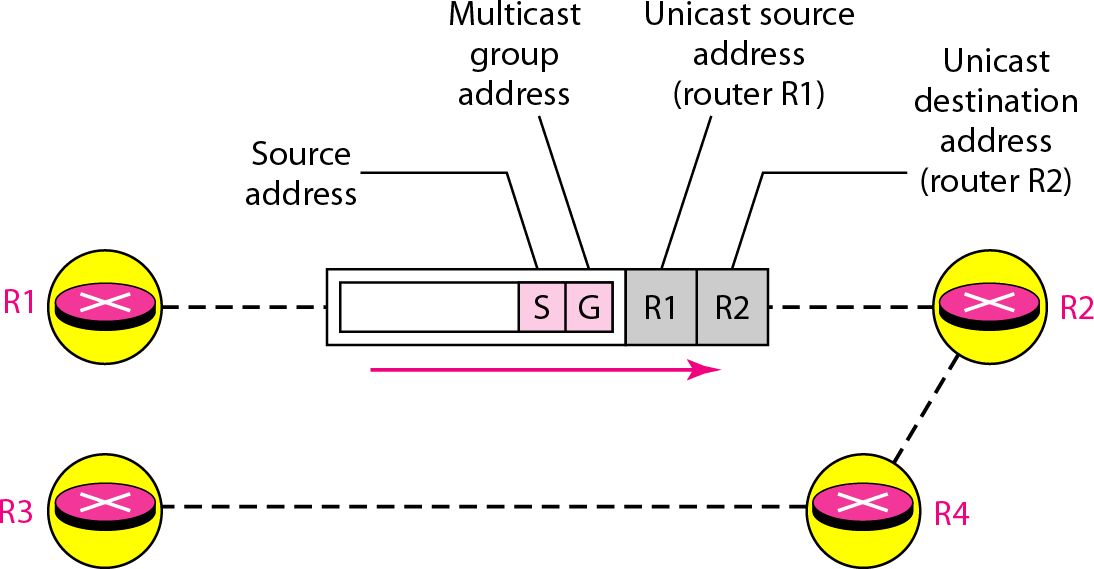 Multicast
group
address
Unicast source
address
(router R1)
Unicast
destination
address
(router R2)
Source
address
R1
S
G
R1
R2
R2
R3
R4